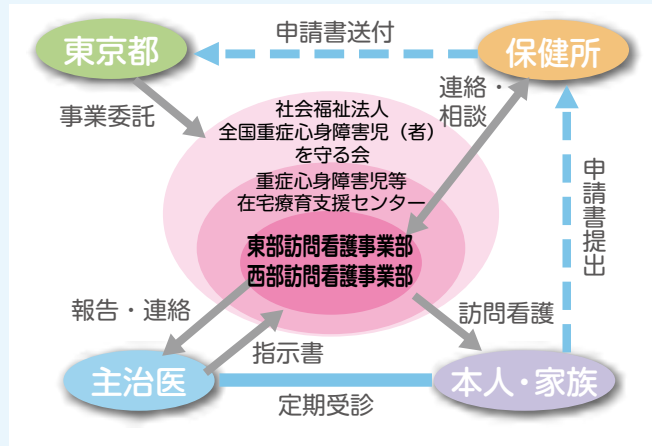 申請書送付
東京都
保健所
事業委託
連絡・
相談
社会福祉法人
全国重症心身障害児（者）
を守る会
重症心身障害児等
在宅療育支援センター
東部訪問看護事業部
西部訪問看護事業部
申請書提出
報告・連絡
訪問看護
指示書
主治医
本人・家族
定期受診